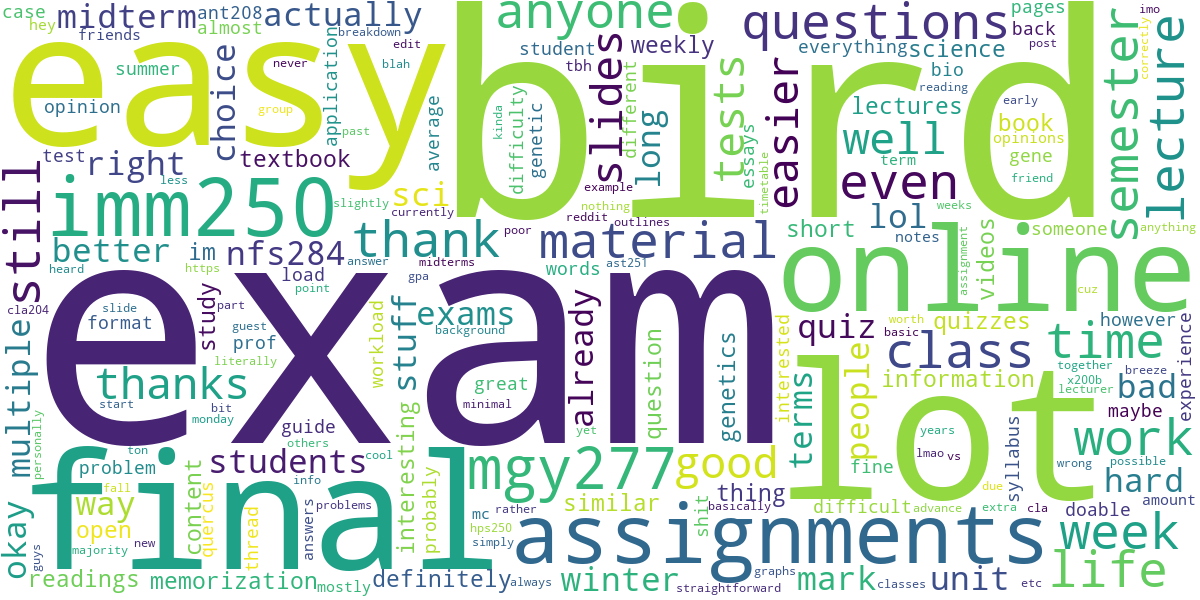 case
hey
midterm
friends
ant208
almost
actually
breakdown
blah
edit
anyone
student
tbh
weekly
questions
everything
science
pages
back
imo
post
correctly
easy
bird
summer
opinion
choice
never
group
application
past
average
kinda
difficulty
genetic
slides
different
long
tests
essays
timetable
easier
lectures
bio
reading
early
book
opinions
gene
friend
semester
lecture
test
right
less
textbook
slightly
sci
currently
example
nothing
reddit
outlines
well
term
even
weeks
anything
still
imm250
better
im
nfs284
thank
material
poor
lol
notes
short
someone
online
videos
assignment
cuz
heard
https
load
point
answer
midterms
gpa
words
ast251
cla204
slide
format
part
study
guest
prof
literally
background
workload
stuff
exams
exam
already
question
genetics
interested
quiz
worth
basic
quizzes
however
experience
time
class
together
breeze
x200b
lecturer
bad
maybe
multiple
personally
thanks
start
bit
monday
guide
others
great
minimal
yet
cool
interesting
probably
terms
people
information
lot
years
lmao
vs
syllabus
work
wrong
possible
hard
amount
okay
guys
problem
ton
students
info
final
way
fall
open
majority
new
content
quercus
thread
answers
problems
mgy277
good
similar
thing
basically
mc
rather
hps250
simply
shit
fine
difficult
advance
due
extra
cla
doable
assignments
week
readings
memorization
mostly
definitely
always
winter
straightforward
graphs
mark
classes
unit
etc
life